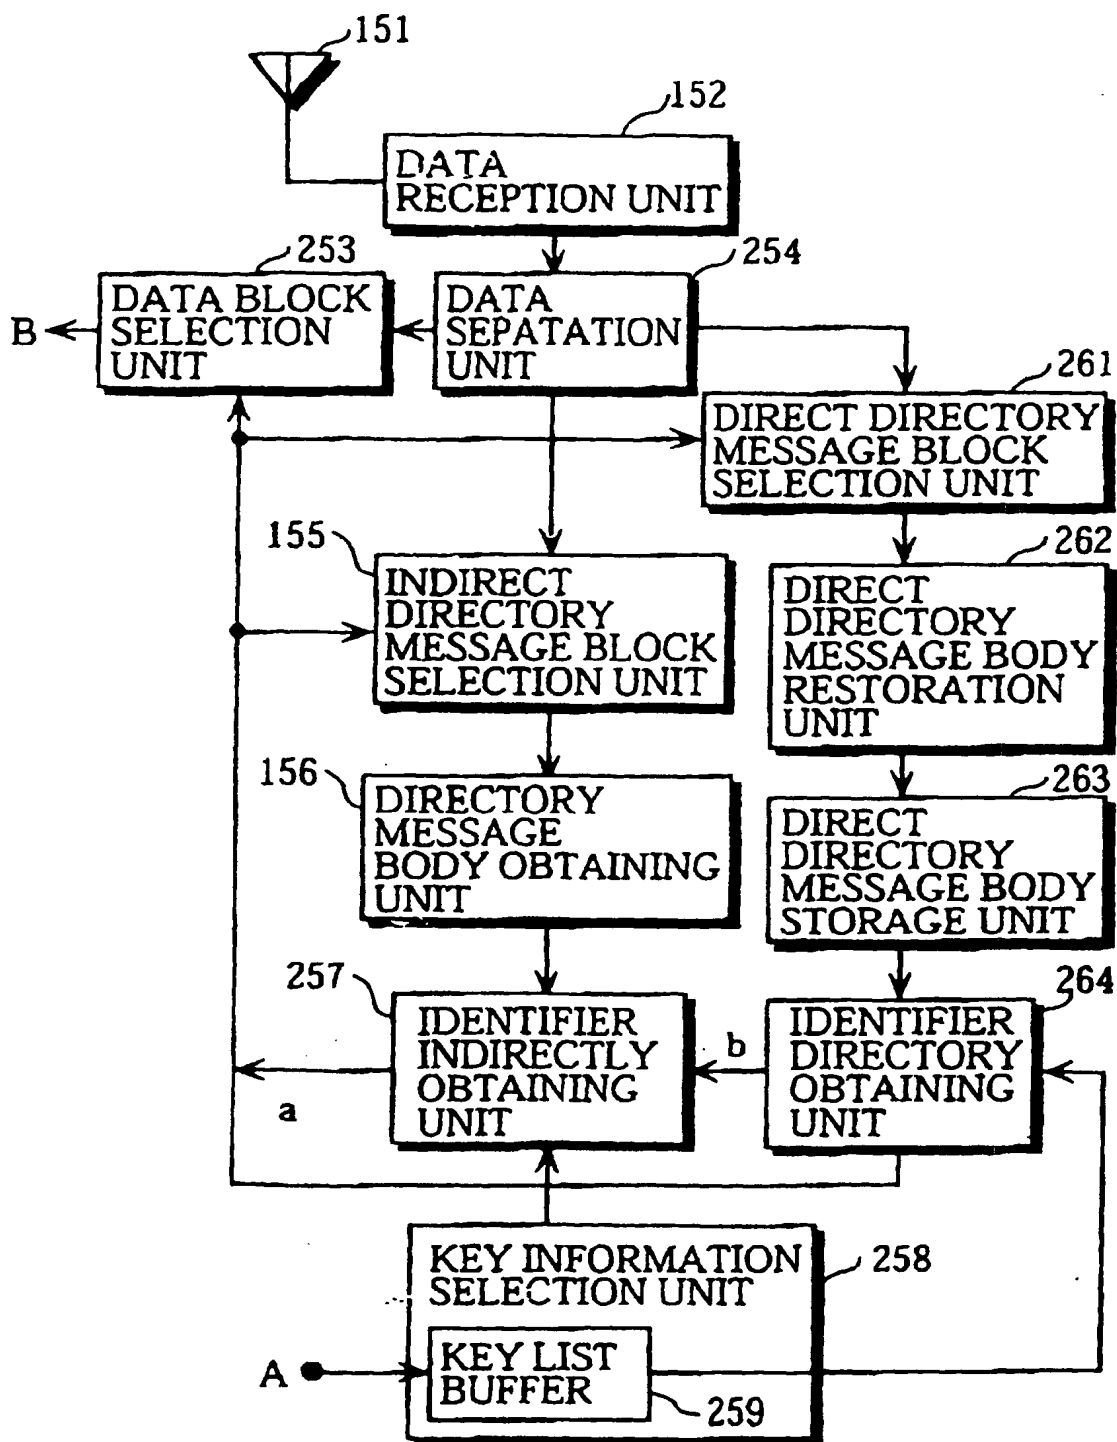 151
152
DATA
RECEPTION UNIT
253
254
DATA BLOCK
SELECTION
UNIT
DATA
SEPATATION
UNIT
B
261
DIRECT DIRECTORY
MESSAGE BLOCK
SELECTION UNIT
155
262
INDIRECT
DIRECTORY
MESSAGE BLOCK
SELECTION UNIT
DIRECT
DIRECTORY
MESSAGE BODY
RESTORATION
UNIT
156
263
DIRECTORY
MESSAGE
BODY OBTAINING
UNIT
DIRECT
DIRECTORY
MESSAGE BODY
STORAGE UNIT
257
264
IDENTIFIER
INDIRECTLY
OBTAINING
UNIT
b
IDENTIFIER
DIRECTORY
OBTAINING
UNIT
a
KEY INFORMATION
SELECTION UNIT
258
A
KEY LIST
BUFFER
259